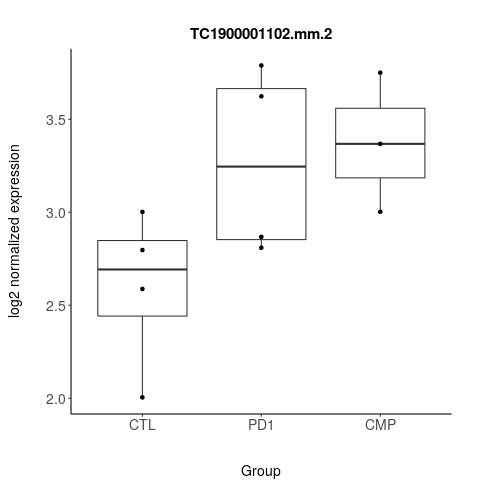 TC1900001102.mm.2
log2 normalized expression
3.5
3.0
2.5
2.0
CTL PD1 CMP
Group